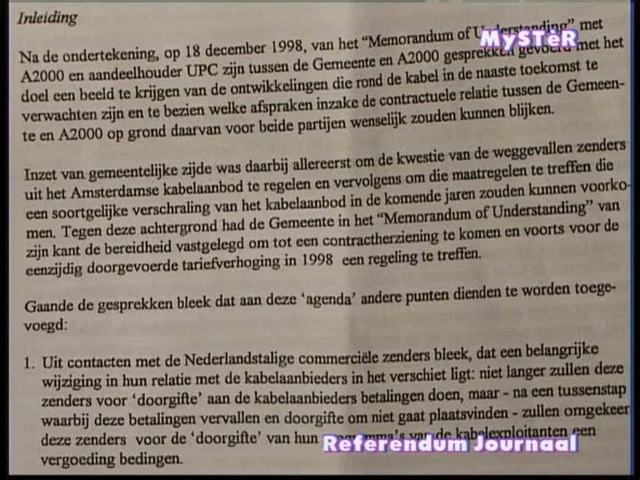 Inleiding
MySTèR
Na de ondertekening, op 18 december 1998, van het “Memorandum of Understanding” met
A2000 en aandeelhouder UPC zijn tussen de Gemeente en A2000 gesprekken gevoerd met het
doel een beeld te krijgen van de ontwikkelingen die rond de kabel in de naaste toekomst te
verwachten zijn en te bezien welke afspraken inzake de contractuele relatie tussen de Gemeen-
te en A2000 op grond daarvan voor beide partijen wenselijk zouden kunnen blijken.
Inzet van gemeentelijke zijde was daarbij allereerst om de kwestie van de weggevallen zenders
uit het Amsterdamse kabelaanbod te regelen en vervolgens om die maatregelen te treffen die
een soortgelijke verschraling van het kabelaanbod in de komende jaren zouden kunnen voorko-
men. Tegen deze achtergrond had de Gemeente in het “Memorandum of Understanding” van
zijn kant de bereidheid vastgelegd om tot een contractherziening te komen en voorts voor de
eenzijdig doorgevoerde tariefverhoging in 1998 een regeling te treffen.
Gaande de gesprekken bleek dat aan deze ‘agenda’ andere punten dienden te worden toege-
voegd:
1. Uit contacten met de Nederlandstalige commerciële zenders bleek, dat een belangrijke
wijziging in hun relatie met de kabelaanbieders in het verschiet ligt: niet langer zullen deze
zenders voor ‘doorgifte’ aan de kabelaanbieders betalingen doen, maar - na een tussenstap
waarbij deze betalingen vervallen en doorgifte om niet gaat plaatsvinden - zullen omgekeer
deze zenders voor de ‘doorgifte’ van hun programma's van de kabelexploitanten een
Referendum Journaal
vergoeding bedingen.